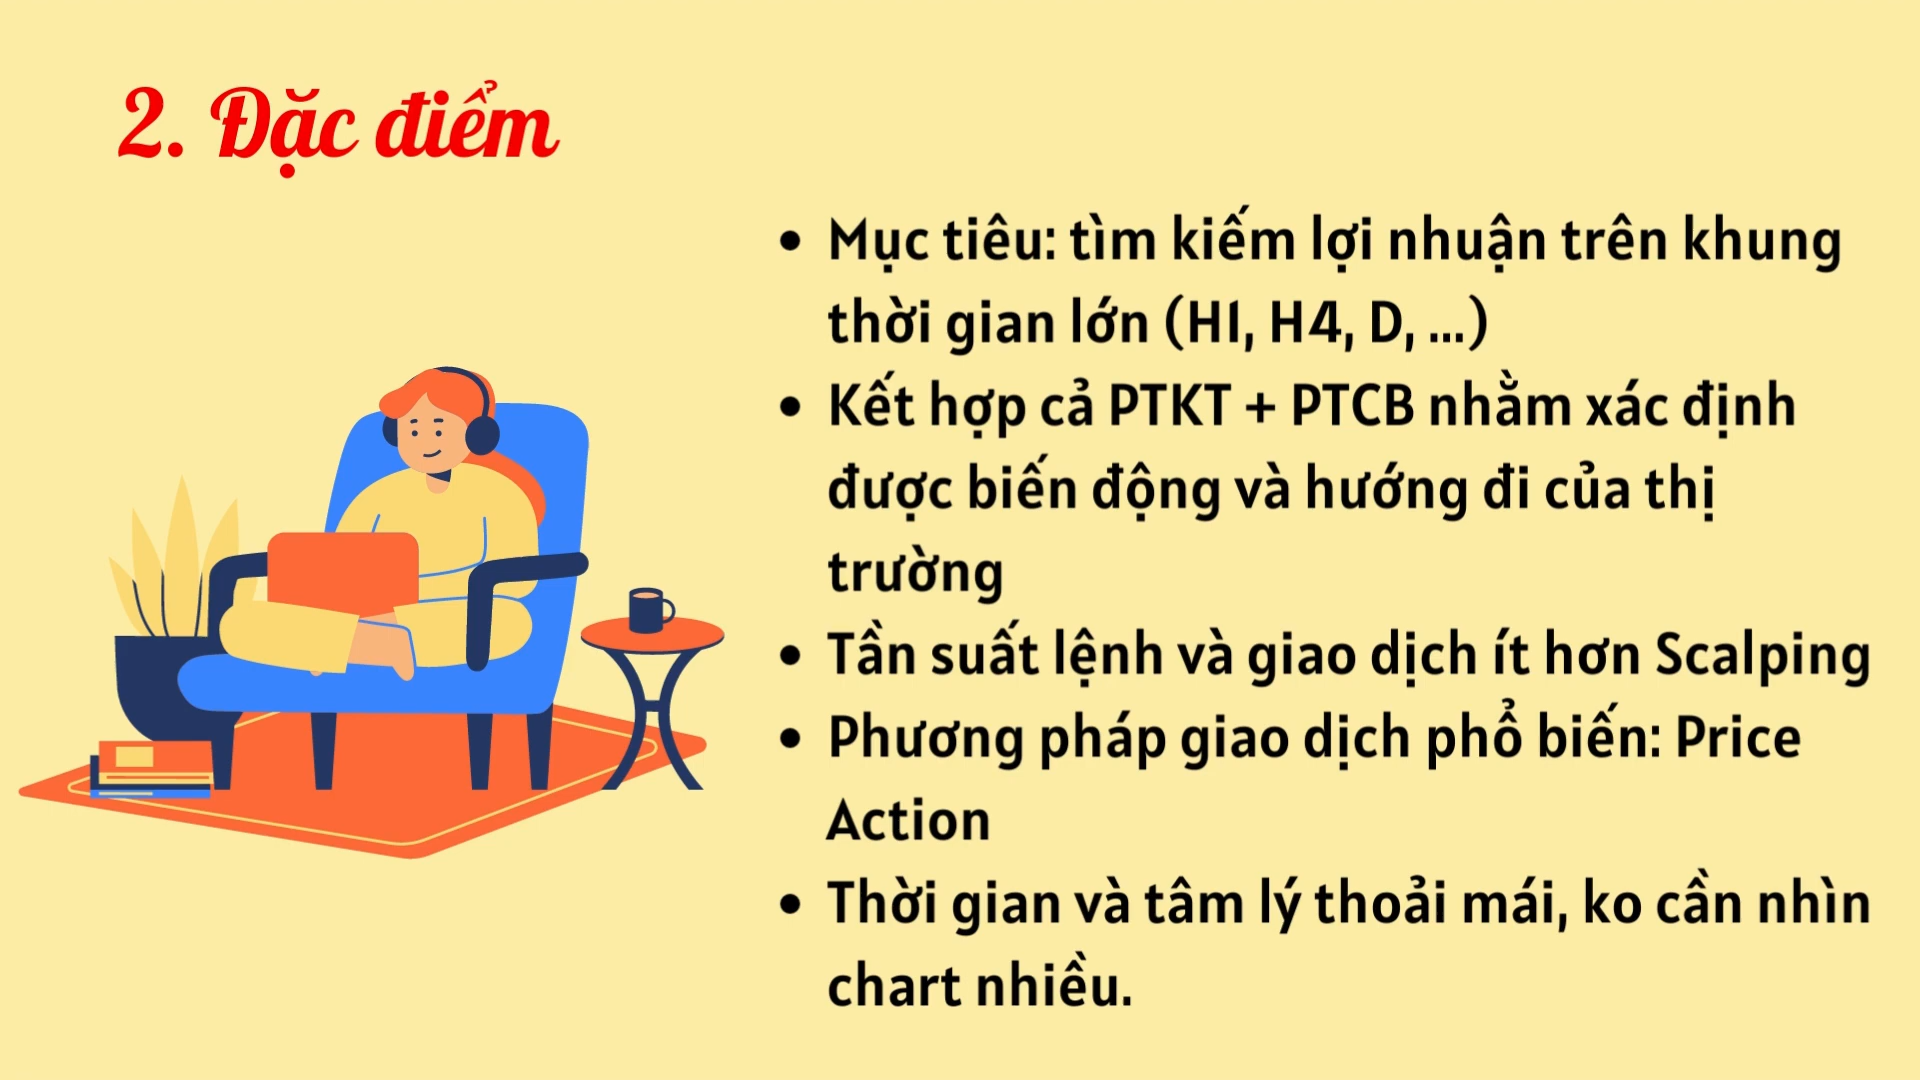 2. Đặc điểm
• Mục tiêu: tìm kiếm lợi nhuận trên khung
thời gian lớn (H1, H4, D, ...)
• Kết hợp cả PTKT + PTCB nhằm xác định
được biến động và hướng đi của thị
trường
• Tần suất lệnh và giao dịch ít hơn Scalping
• Phương pháp giao dịch phổ biến: Price
Action
• Thời gian và tâm lý thoải mái, ko cần nhìn
chart nhiều.